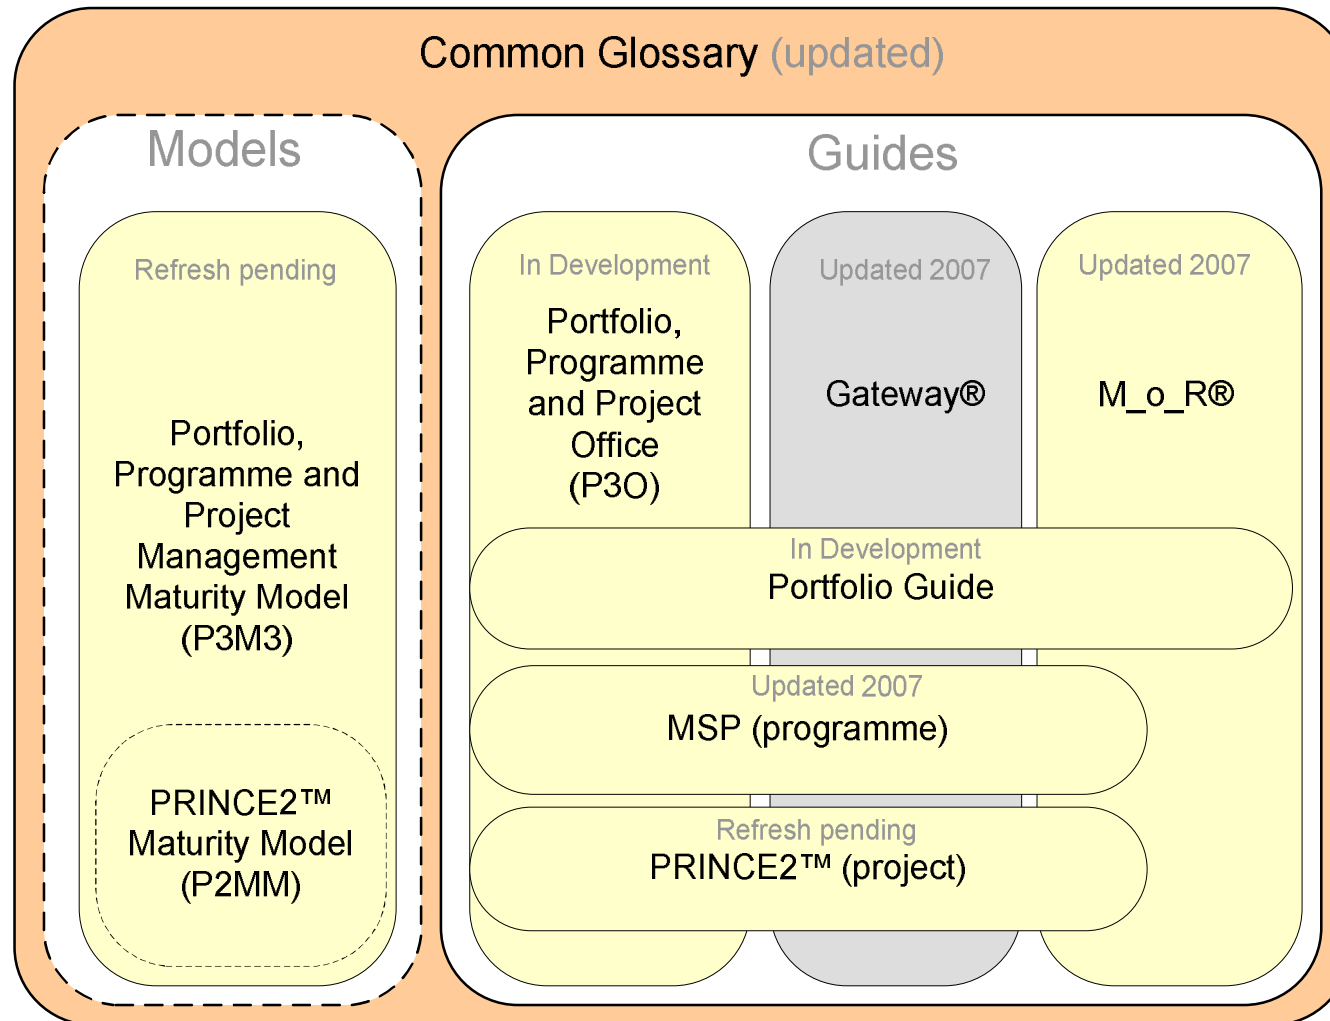 Common Glossary (updated)
Models
Refresh pending
Portfolio,
Programme and
Project
Management
Maturity Model
(P3M3)
PRINCE2™
Maturity Model
(P2MM)
Guides
In Development
Portfolio,
Programme
and Project
Office
(P3O)
Updated 2007
Gateway®
Updated 2007
M_o_R®
In Development
Portfolio Guide
Updated 2007
MSP (programme)
Refresh pending
PRINCE2™ (project)